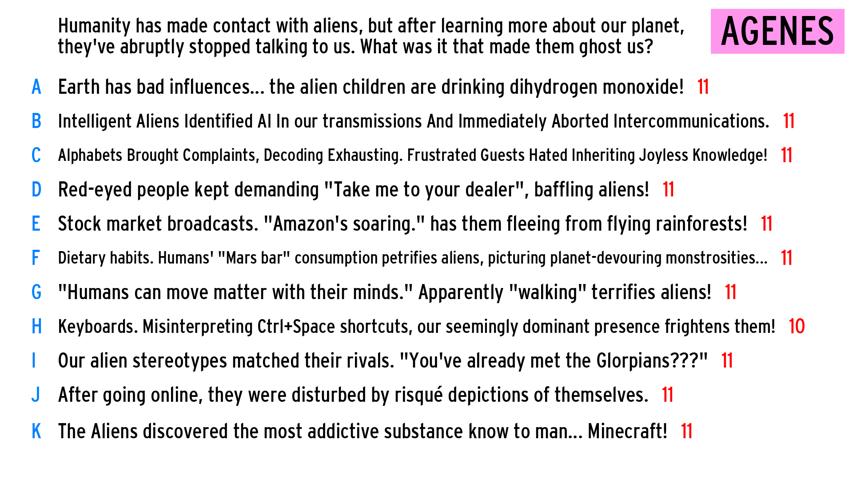 Humanity has made contact with aliens, but after learning more about our planet,
they've abruptly stopped talking to us. What was it that made them ghost us?
AGENES
A Earth has bad influences... the alien children are drinking dihydrogen monoxide! 11
B Intelligent Aliens Identified AI In our transmissions And Immediately Aborted Intercommunications. 11
C Alphabets Brought Complaints, Decoding Exhausting. Frustrated Guests Hated Inheriting Joyless Knowledge! 11
D Red-eyed people kept demanding "Take me to your dealer", baffling aliens! 11
E Stock market broadcasts. "Amazon's soaring." has them fleeing from flying rainforests! 11
F Dietary habits. Humans' "Mars bar" consumption petrifies aliens, picturing planet-devouring monstrosities... 11
G "Humans can move matter with their minds." Apparently "walking" terrifies aliens! 11
H Keyboards. Misinterpreting Ctrl+Space shortcuts, our seemingly dominant presence frightens them! 10
I Our alien stereotypes matched their rivals. "You've already met the Glorpians???" 11
J After going online, they were disturbed by risqué depictions of themselves. 11
K The Aliens discovered the most addictive substance know to man... Minecraft! 11